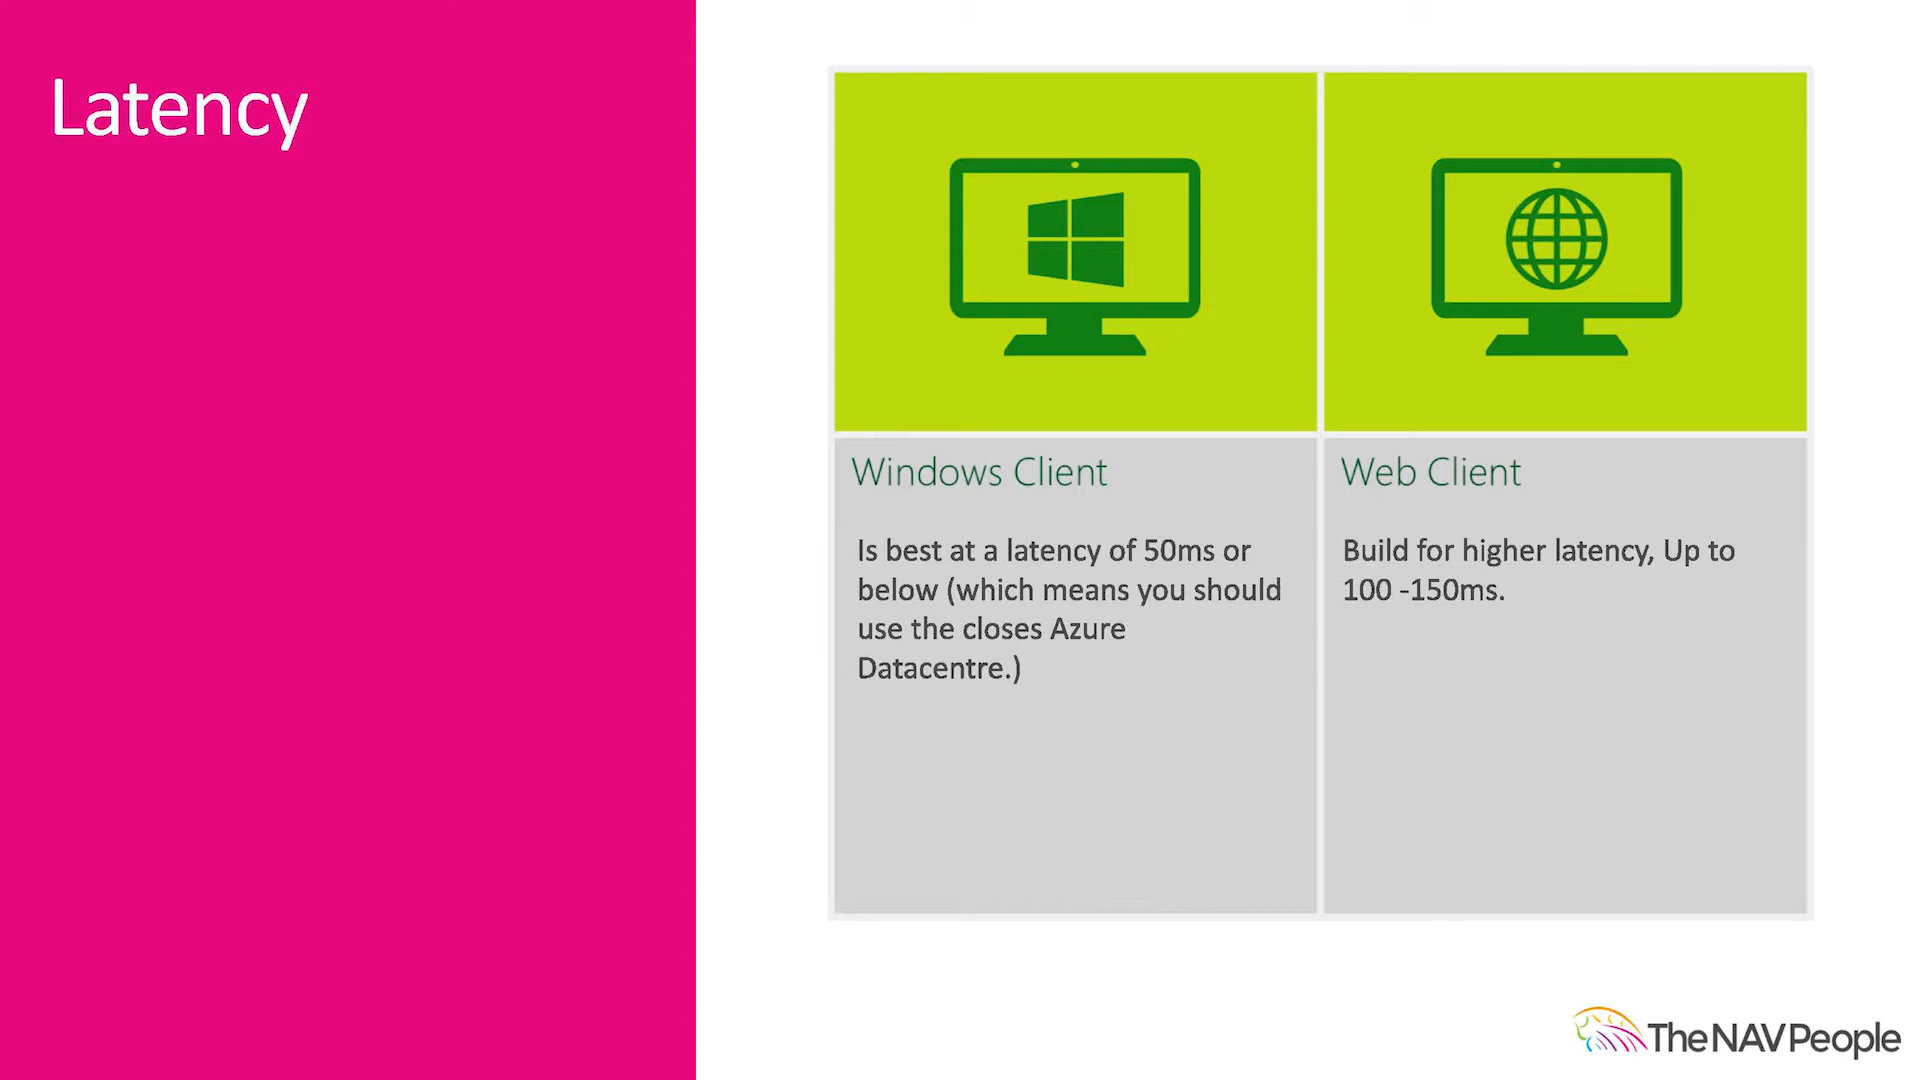 Latency
Windows Client
Is best at a latency of 50ms or
below (which means you should
use the closes Azure
Datacentre.)
Web Client
Build for higher latency, Up to
100 -150ms.
TheNAVPeople